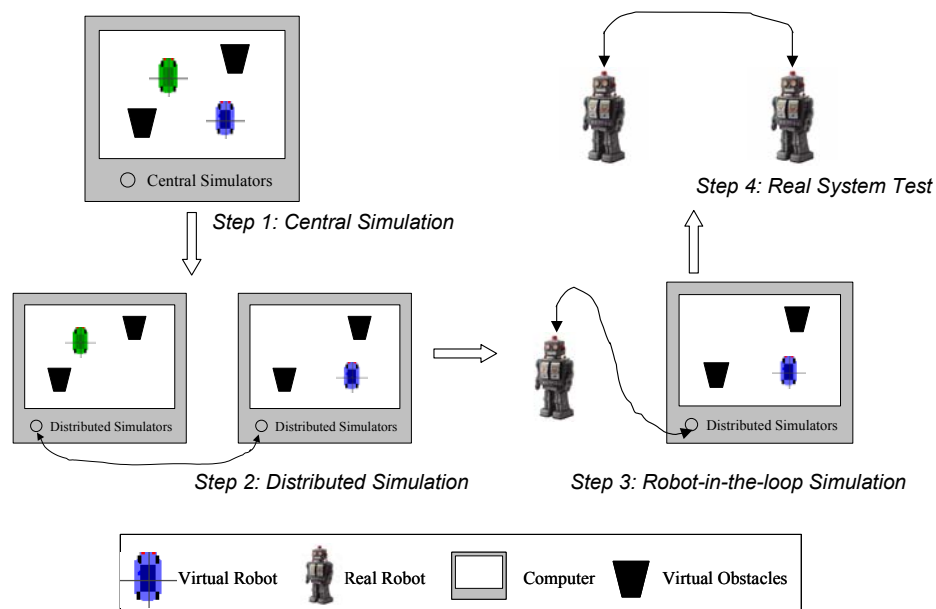 Central Simulators
Step 1: Central Simulation
Step 4: Real System Test
Distributed Simulators
Distributed Simulators
Distributed Simulators
Step 2: Distributed Simulation
Step 3: Robot-in-the-loop Simulation
Virtual Robot
Real Robot
Computer
Virtual Obstacles